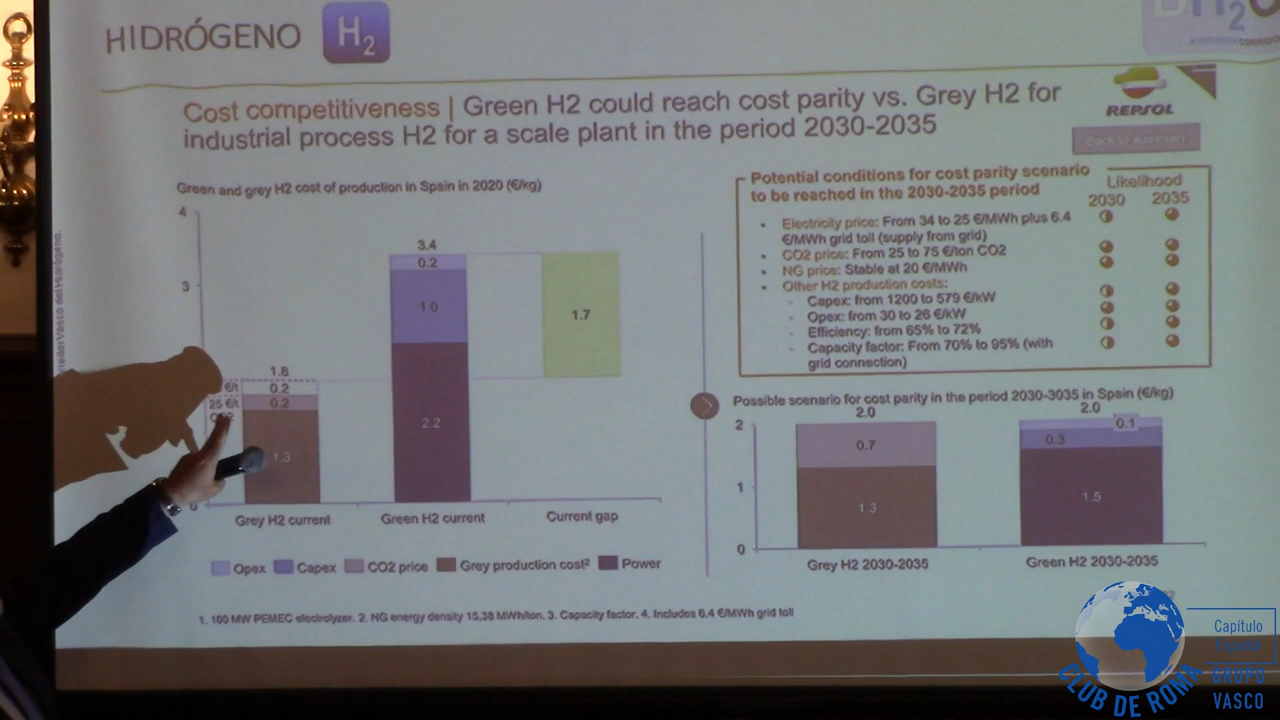 HIDRÓGENO
H2
REPSOL
Cost competitiveness | Green H2 could reach cost parity vs. Grey H2 for
industrial process H2 for a scale plant in the period 2030-2035
Back to summary
Green and grey H2 cost of production in Spain in 2020 (€/kg)
4
3
0
1.8
0.2
0.2
1.3
€/t
25 €/t
3.4
0.2
1.0
2.2
1.7
Grey H2 current
Green H2 current
Current gap
Opex
Capex
CO2 price
Grey production cost²
Power
Potential conditions for cost parity scenario
to be reached in the 2030-2035 period
Likelihood
2030
2035
• Electricity price: From 34 to 25 €/MWh plus 6.4
€/MWh grid toll (supply from grid)
• CO2 price: From 25 to 75 €/ton CO2
• NG price: Stable at 20 €/MWh
• Other H2 production costs:
- Capex: from 1200 to 579 €/kW
- Opex: from 30 to 26 €/kW
- Efficiency: from 65% to 72%
- Capacity factor: From 70% to 95% (with
grid connection)
Possible scenario for cost parity in the period 2030-3035 in Spain (€/kg)
2
1
0
2.0
0.7
1.3
2.0
0.1
0.3
1.5
Grey H2 2030-2035
Green H2 2030-2035
1. 100 MW PEMEC electrolyzer. 2. NG energy density 15,38 MWh/ton. 3. Capacity factor. 4. Includes 6.4 €/MWh grid toll
CLUB DE ROMA
Capítulo
Español
GRUPO
VASCO